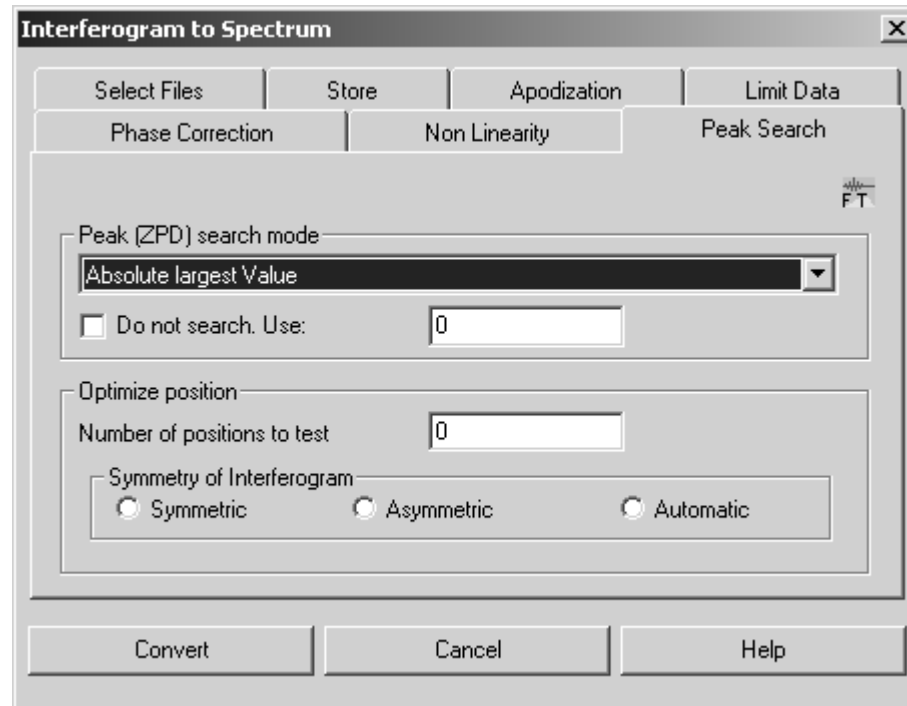 Interferogram to Spectrum
Select Files
Store
Apodization
Limit Data
Phase Correction
Non Linearity
Peak Search
FT
Peak (ZPD) search mode
Absolute largest Value
Do not search. Use:
0
Optimize position
Number of positions to test
0
Symmetry of Interferogram
Symmetric
Asymmetric
Automatic
Convert
Cancel
Help